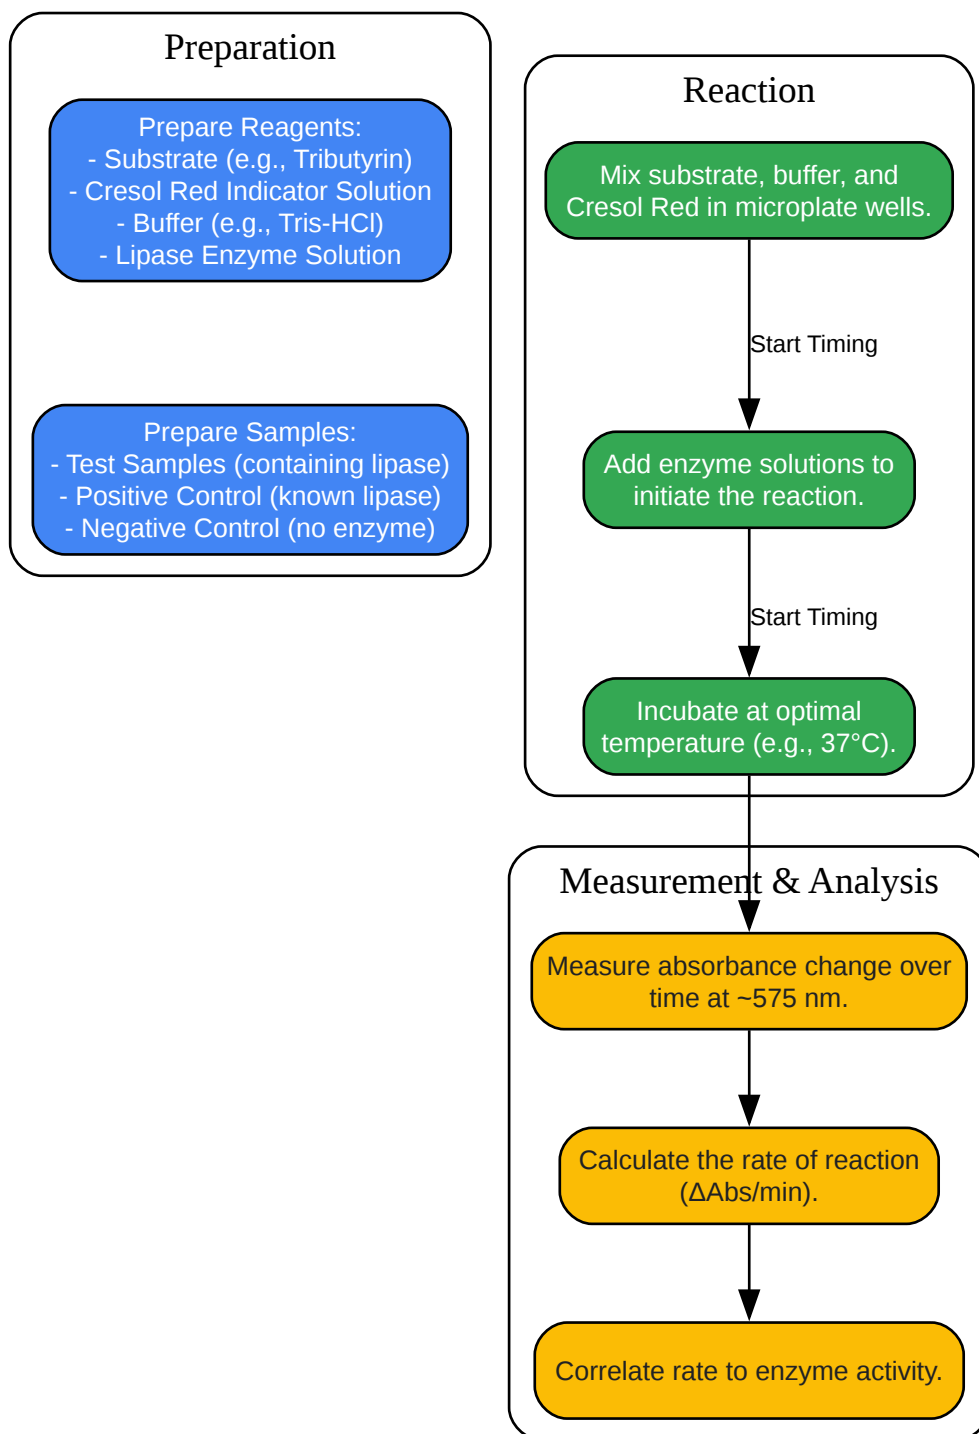 Preparation
Prepare Reagents:
- Substrate (e.g., Tributyrin)
- Cresol Red Indicator Solution
- Buffer (e.g., Tris-HCl)
- Lipase Enzyme Solution
Prepare Samples:
- Test Samples (containing lipase)
- Positive Control (known lipase)
- Negative Control (no enzyme)
Reaction
Mix substrate, buffer, and
Cresol Red in microplate wells.
Start Timing
Add enzyme solutions to
initiate the reaction.
Start Timing
Incubate at optimal
temperature (e.g., 37°C).
Measurement & Analysis
Measure absorbance change over
time at ~575 nm.
Calculate the rate of reaction
(ΔAbs/min).
Correlate rate to enzyme activity.